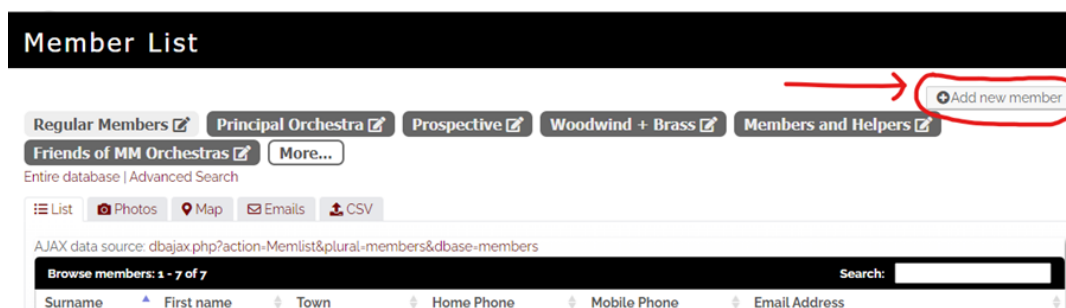 Member List
Add new member
Regular Members Principal Orchestra Prospective Woodwind + Brass Members and Helpers
Friends of MM Orchestras More...
Entire database | Advanced Search
List Photos Map Emails CSV
AJAX data source: dbajax.php?action=Memlist&plural=members&dbase=members
Browse members: 1 - 7 of 7 Search:
Surname First name Town Home Phone Mobile Phone Email Address